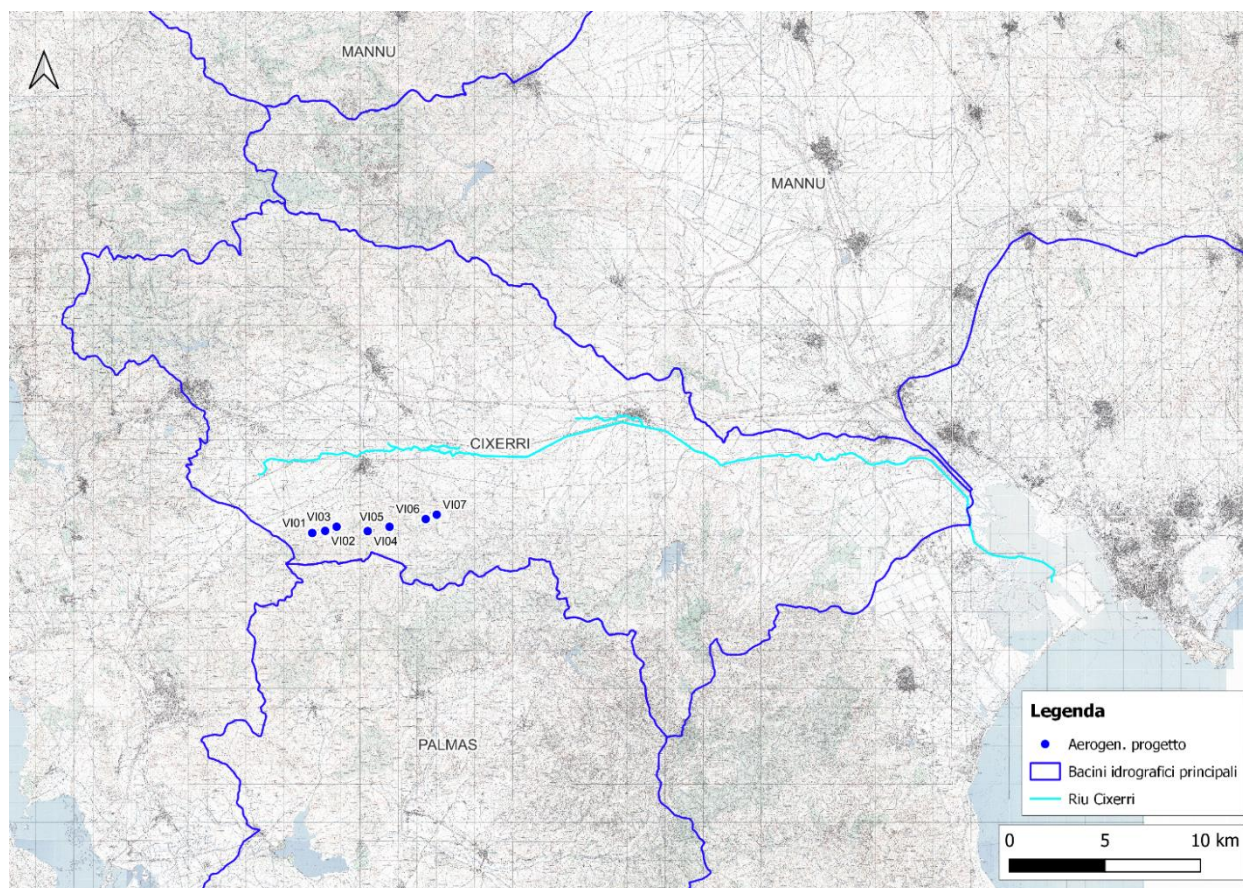 MANNU
MANNU
CIXERRI
VI07
VI06
VI05
VI03
VI01
VI02
VI04
PALMAS
Legenda
Aerogen. progetto
Bacini idrografici principali
Riu Cixerri
0 5 10 km